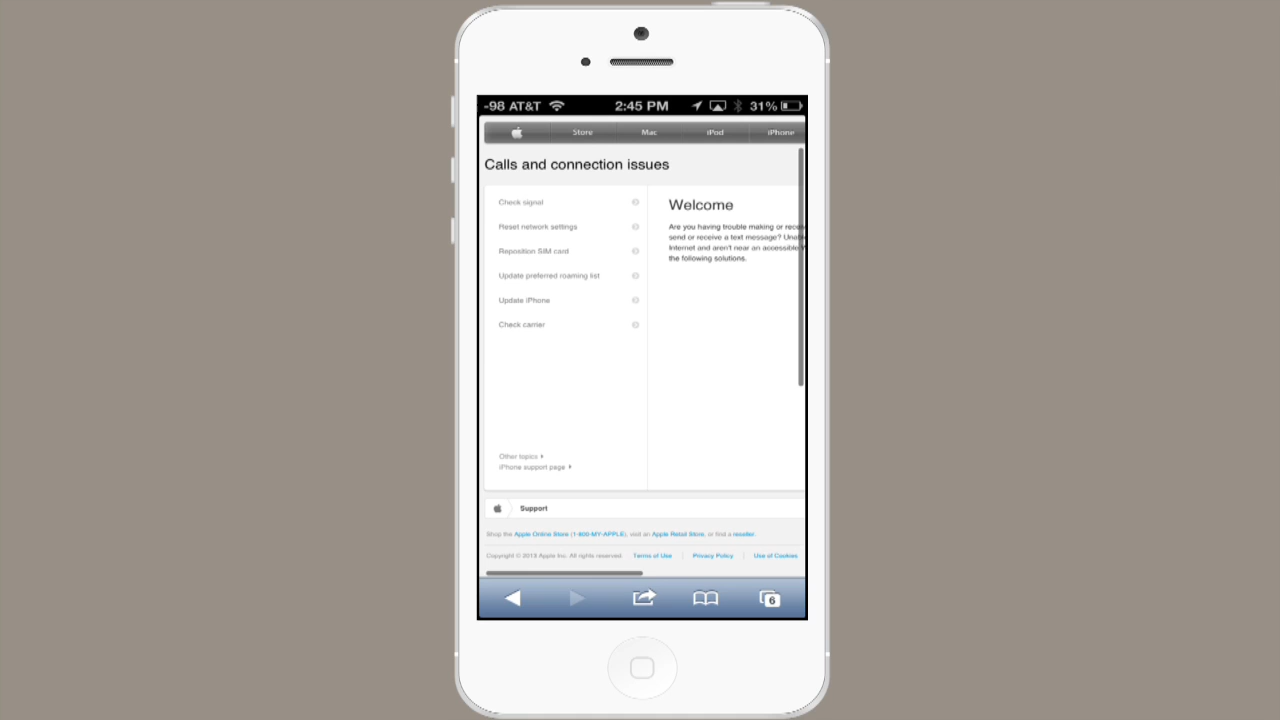 -98 AT&T 2:45 PM 31%
Store Mac iPod iPhone
Calls and connection issues
Check signal
Reset network settings
Reposition SIM card
Update preferred roaming list
Update iPhone
Check carrier
Other topics
iPhone support page
Welcome
Are you having trouble making or
send or receive a text message?
Internet and aren't near an accessible
the following solutions.
Support
Shop the Apple Online Store (1-800-MY-APPLE), visit an Apple Retail Store, or find a reseller.
Copyright © 2013 Apple Inc. All rights reserved. Terms of Use | Privacy Policy | Use of Cookies
6